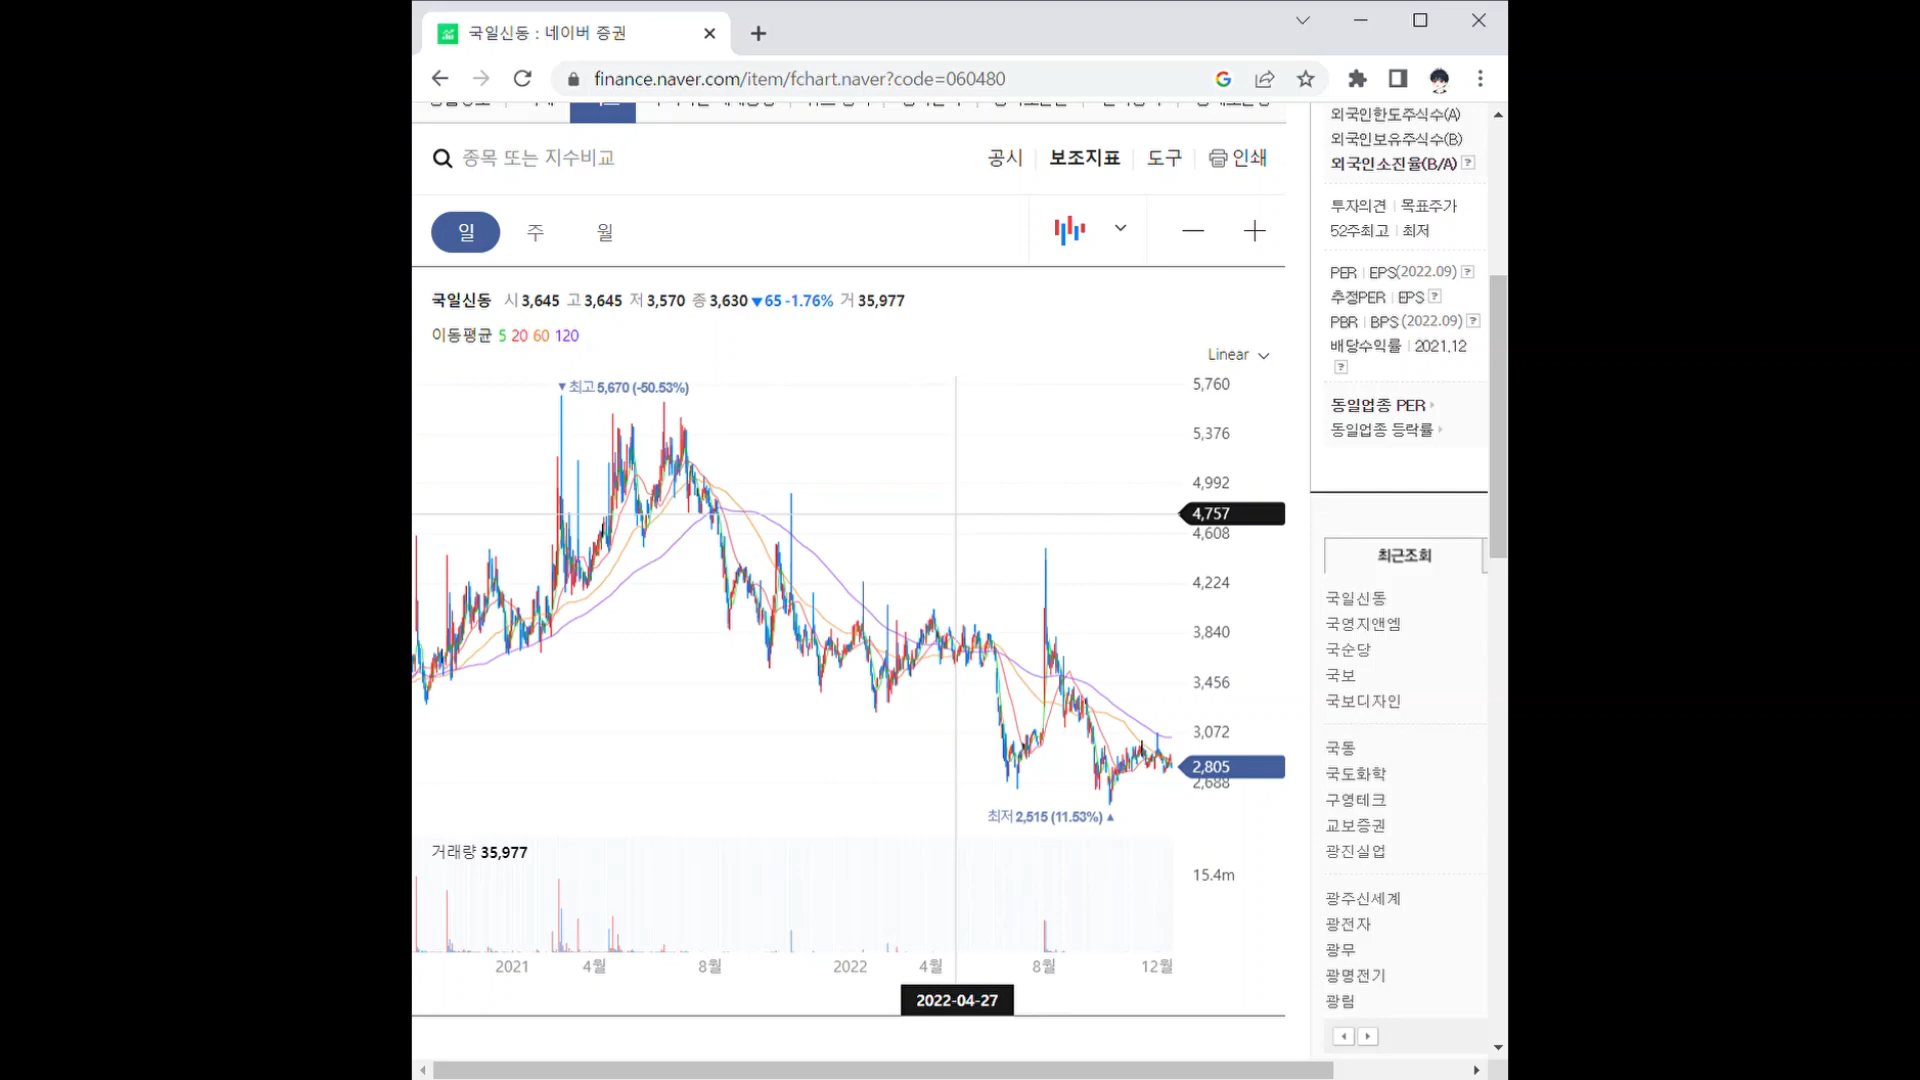 국일신동 : 네이버 증권
finance.naver.com/item/fchart.naver?code=060480
종목 또는 지수비교
공시 보조지표 도구 인쇄
일 주 월
국일신동 시 3,645 고 3,645 저 3,570 종 3,630 ▼65 -1.76% 거 35,977
이동평균 5 20 60 120
Linear
▼최고 5,670 (-50.53%)
5,760
5,376
4,992
4,757
4,608
4,224
3,840
3,456
3,072
2,805
2,688
최저 2,515 (11.53%) ▲
거래량 35,977
15.4m
2021 4월 8월 2022 4월 8월 12월
2022-04-27
외국인한도주식수(A)
외국인보유주식수(B)
외국인소진율(B/A) ?
투자의견 | 목표주가
52주최고 | 최저
PER | EPS(2022.09) ?
추정PER | EPS ?
PBR | BPS (2022.09) ?
배당수익률 | 2021.12
?
동일업종 PER
동일업종 등락률
최근조회
국일신동
국영지앤엠
국순당
국보
국보디자인
국동
국도화학
구영테크
교보증권
광진실업
광주신세계
광전자
광무
광명전기
광림